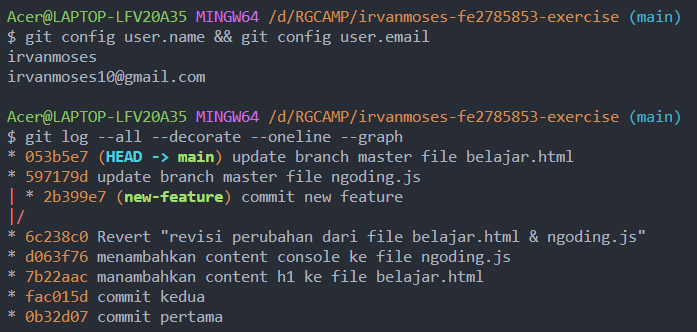 Acer@LAPTOP-LFV20A35 MINGW64 /d/RGCAMP/irvanmoses-fe2785853-exercise (main)
$ git config user.name && git config user.email
irvanmoses
irvanmoses10@gmail.com

Acer@LAPTOP-LFV20A35 MINGW64 /d/RGCAMP/irvanmoses-fe2785853-exercise (main)
$ git log --all --decorate --oneline --graph
* 053b5e7 (HEAD -> main) update branch master file belajar.html
* 597179d update branch master file ngoding.js
| * 2b399e7 (new-feature) commit new feature
|/
* 6c238c0 Revert "revisi perubahan dari file belajar.html & ngoding.js"
* d063f76 menambahkan content console ke file ngoding.js
* 7b22aac manambahkan content h1 ke file belajar.html
* fac015d commit kedua
* 0b32d07 commit pertama